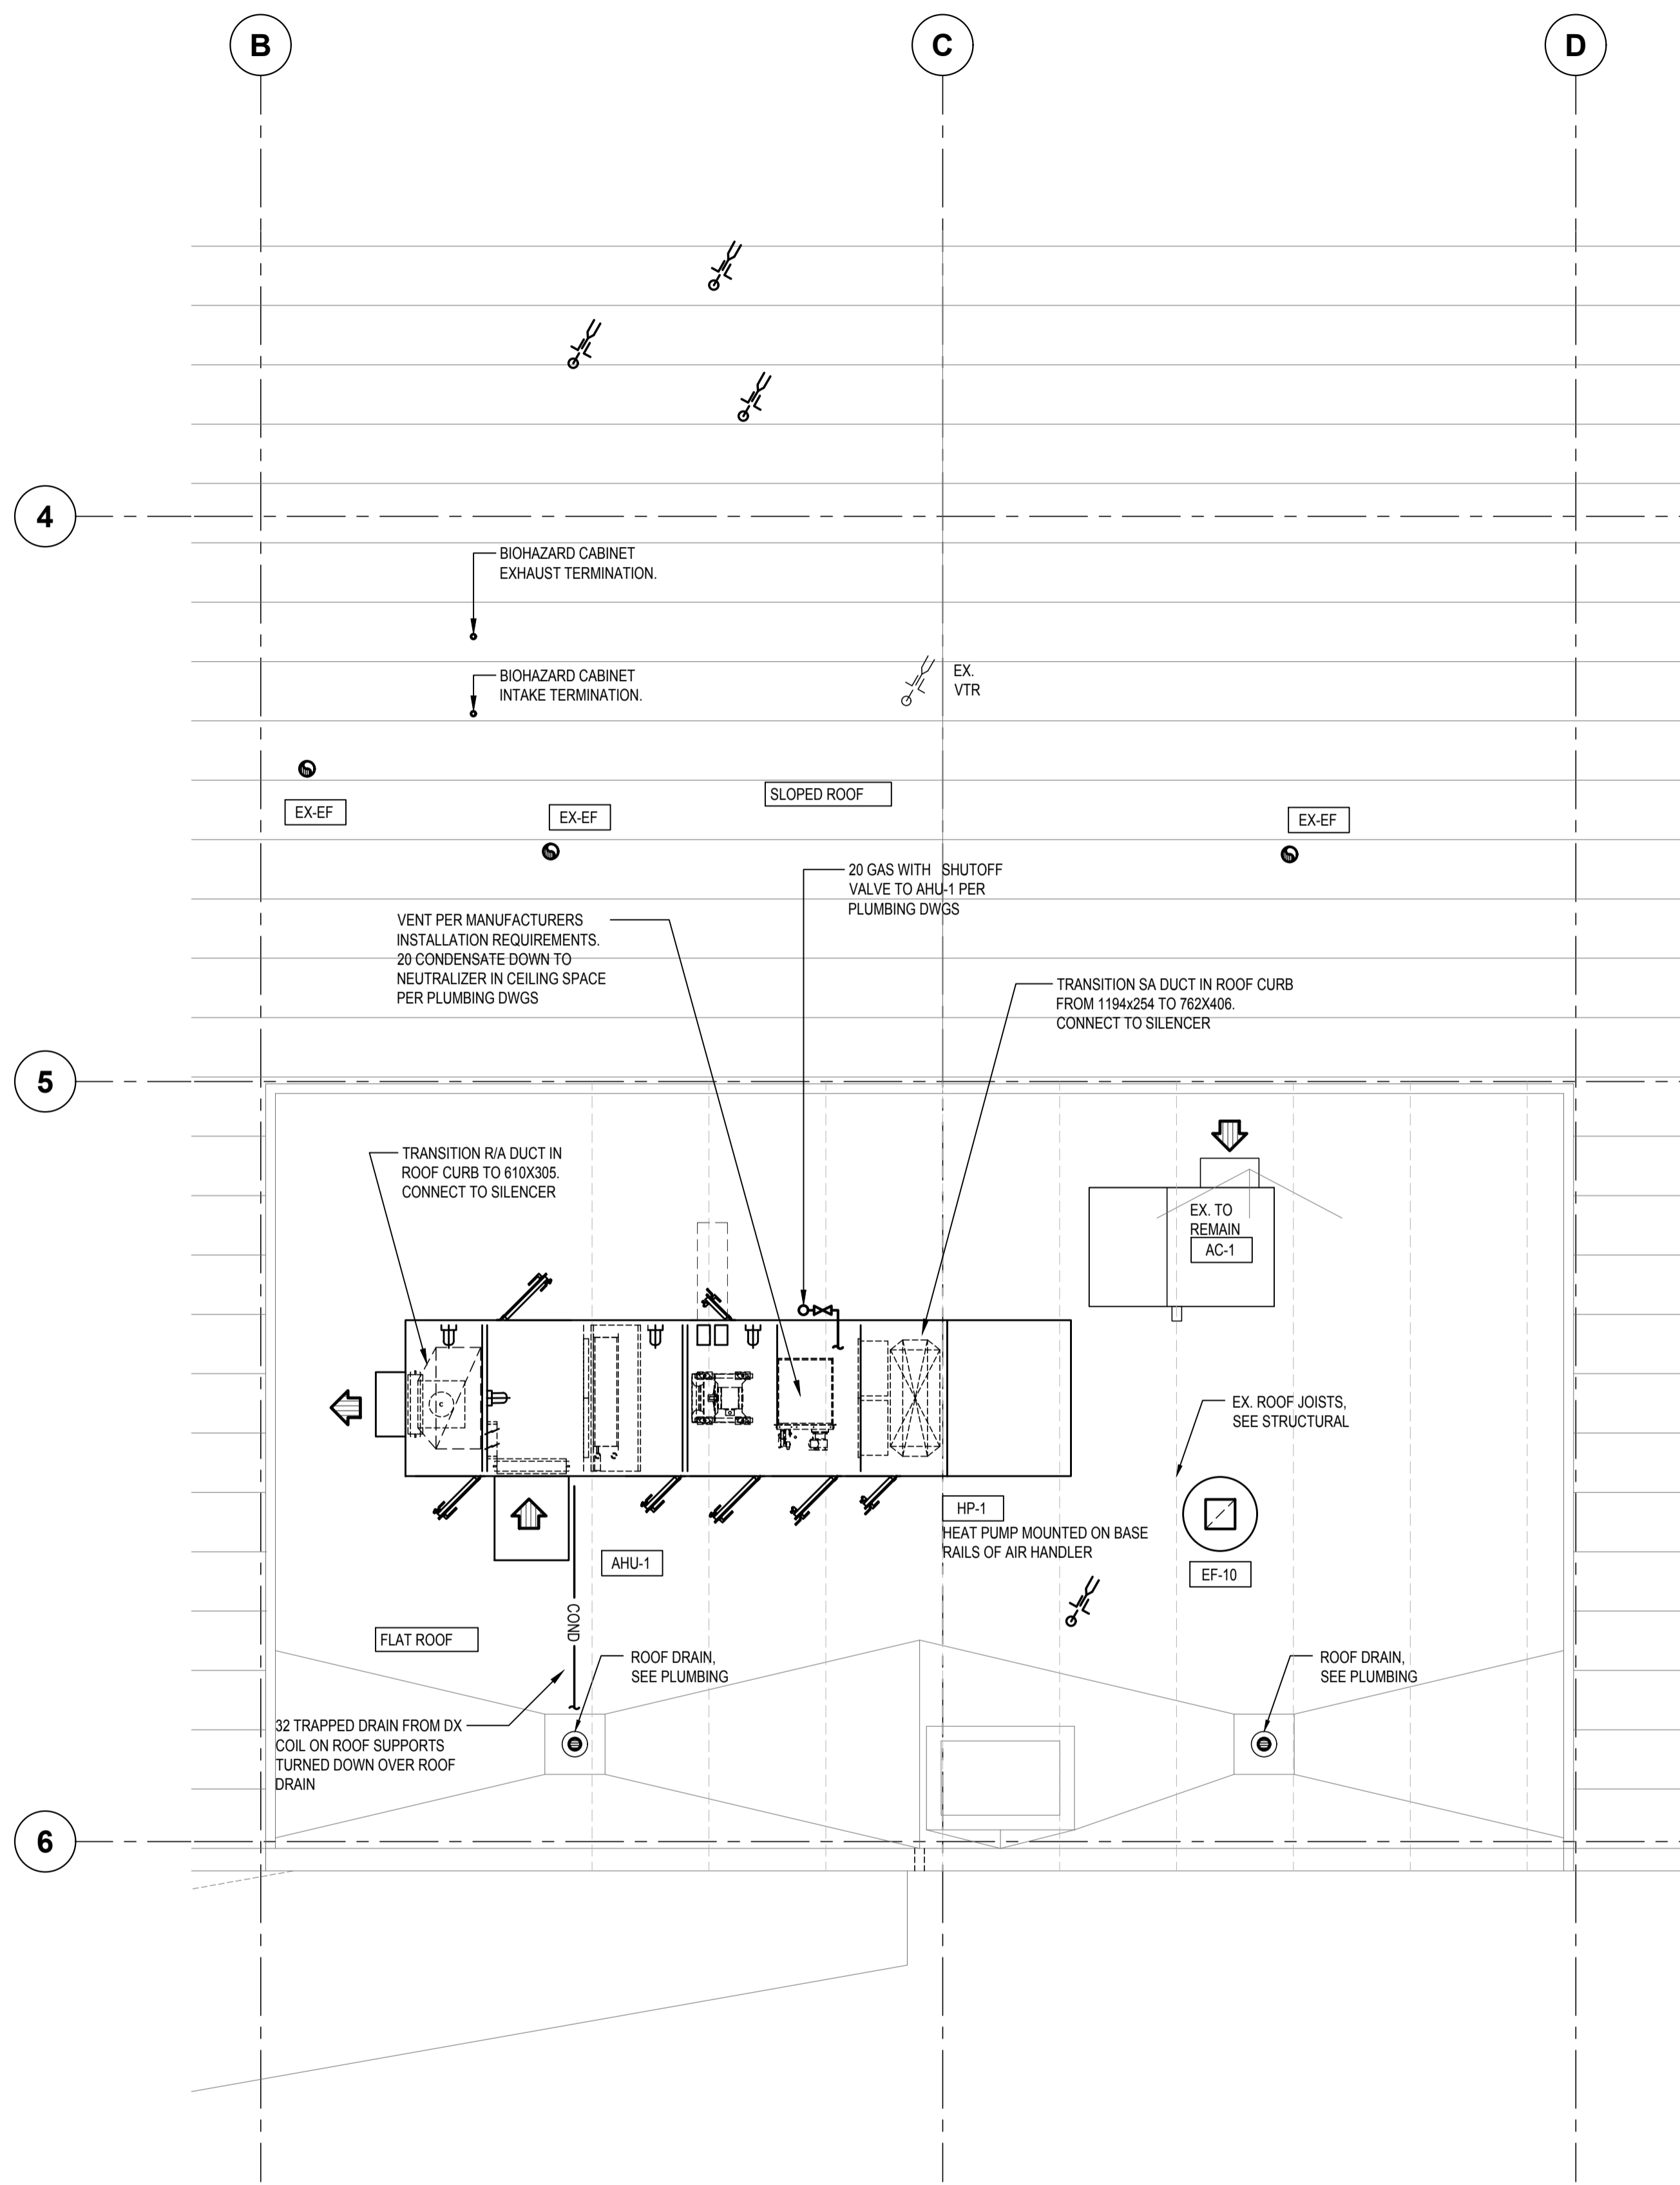 B
C
D
4
BIOHAZARD CABINET
EXHAUST TERMINATION.
BIOHAZARD CABINET
INTAKE TERMINATION.
EX.
VTR
EX-EF
EX-EF
SLOPED ROOF
EX-EF
20 GAS WITH SHUTOFF
VALVE TO AHU-1 PER
PLUMBING DWGS
VENT PER MANUFACTURERS
INSTALLATION REQUIREMENTS.
20 CONDENSATE DOWN TO
NEUTRALIZER IN CEILING SPACE
PER PLUMBING DWGS
TRANSITION SA DUCT IN ROOF CURB
FROM 1194x254 TO 762X406.
CONNECT TO SILENCER
5
TRANSITION R/A DUCT IN
ROOF CURB TO 610X305.
CONNECT TO SILENCER
EX. TO
REMAIN
AC-1
C
EX. ROOF JOISTS,
SEE STRUCTURAL
HP-1
HEAT PUMP MOUNTED ON BASE
RAILS OF AIR HANDLER
AHU-1
EF-10
COND
FLAT ROOF
ROOF DRAIN,
SEE PLUMBING
ROOF DRAIN,
SEE PLUMBING
32 TRAPPED DRAIN FROM DX
COIL ON ROOF SUPPORTS
TURNED DOWN OVER ROOF
DRAIN
6